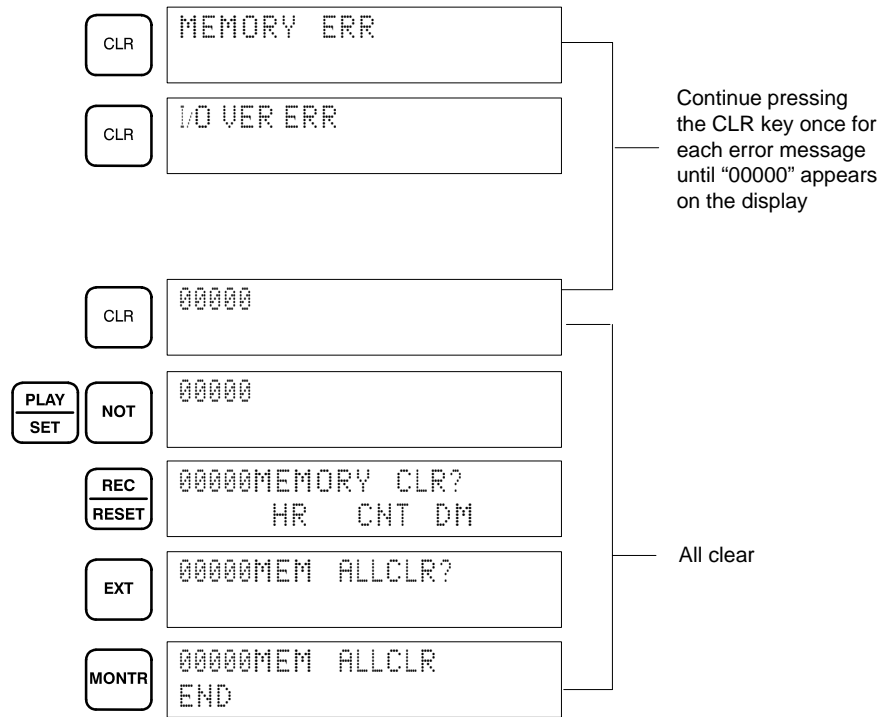 CLR
MEMORY ERR
CLR
I/O VER ERR
Continue pressing
the CLR key once for
each error message
until “00000” appears
on the display
CLR
00000
PLAY
SET
NOT
00000
REC
RESET
00000MEMORY CLR?
HR CNT DM
EXT
00000MEM ALLCLR?
All clear
MONTR
00000MEM ALLCLR
END